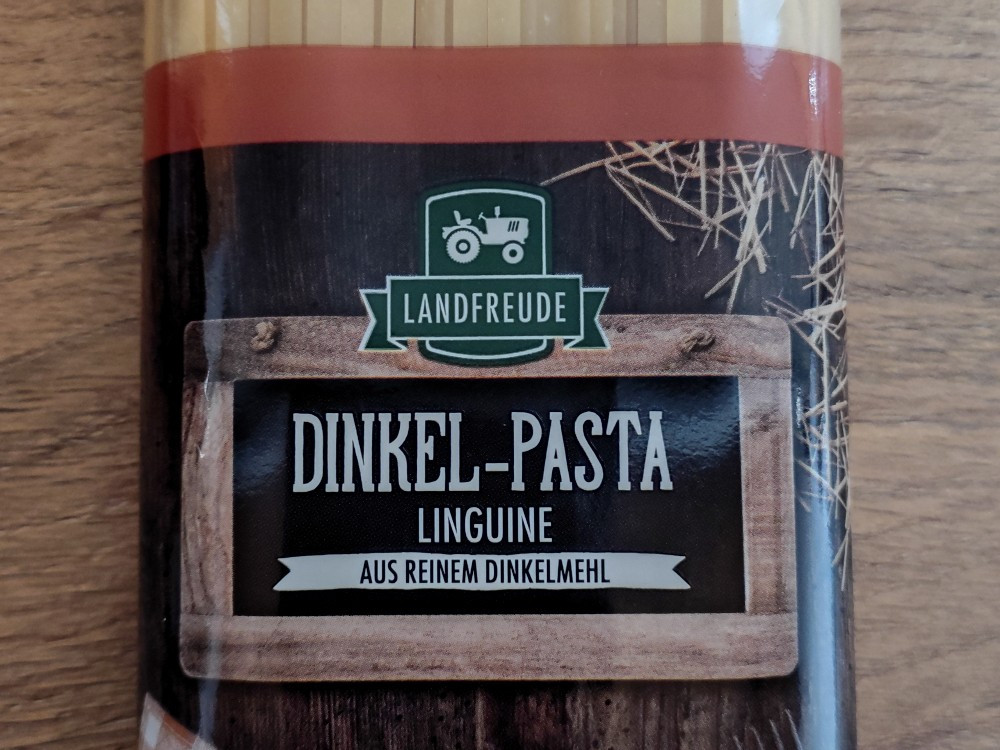 LANDFREUDE
DINKEL-PASTA
LINGUINE
AUS REINEM DINKELMEHL